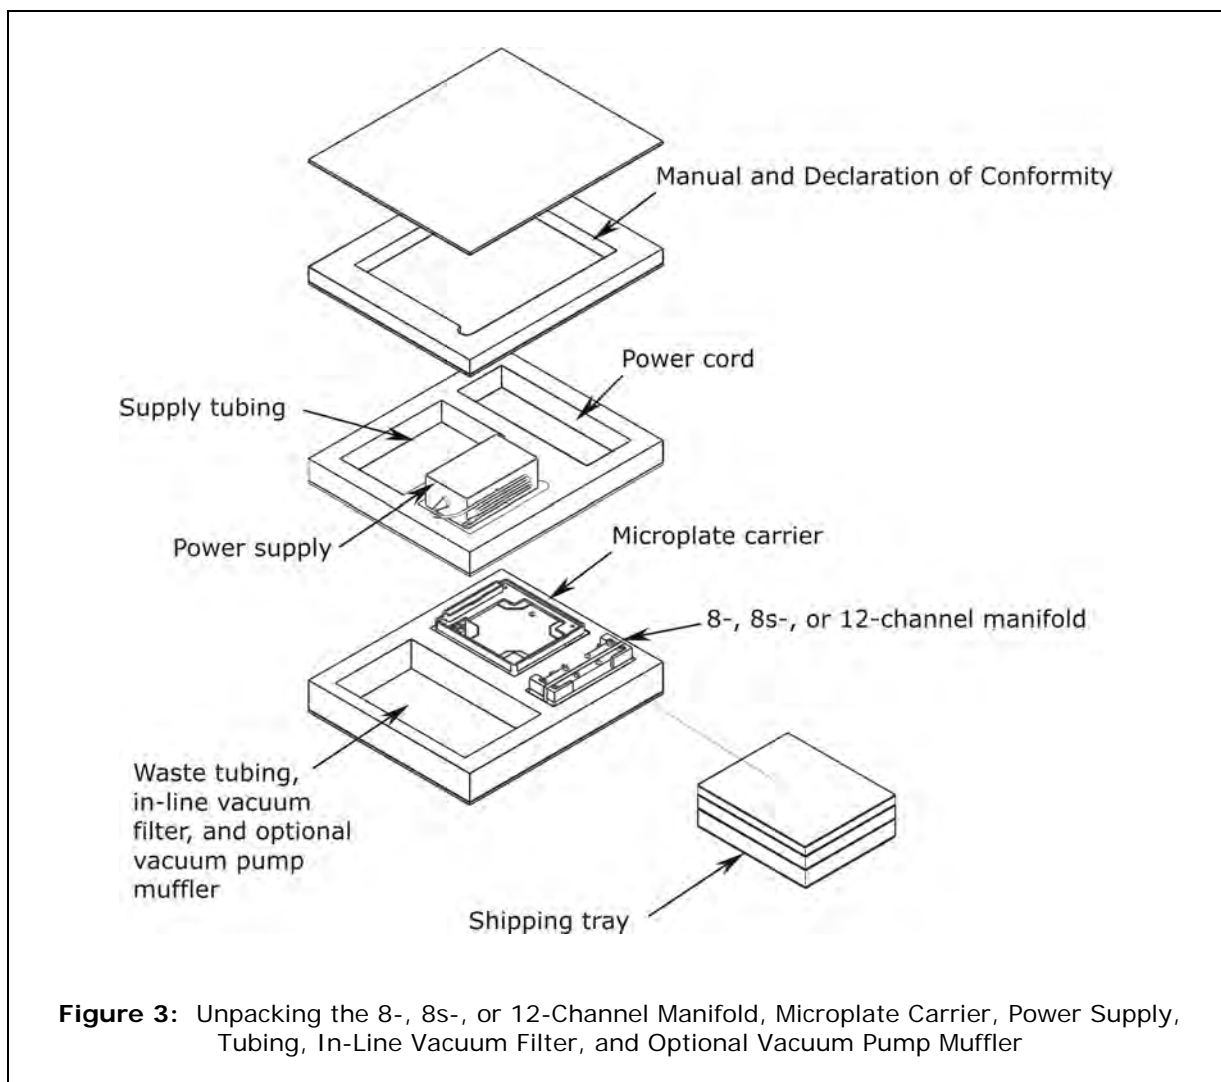 Manual and Declaration of Conformity
Power cord
Supply tubing
Power supply
Microplate carrier
8-, 8s-, or 12-channel manifold
Waste tubing,
in-line vacuum
filter, and optional
vacuum pump
muffler
Shipping tray
Figure 3: Unpacking the 8-, 8s-, or 12-Channel Manifold, Microplate Carrier, Power Supply,
Tubing, In-Line Vacuum Filter, and Optional Vacuum Pump Muffler